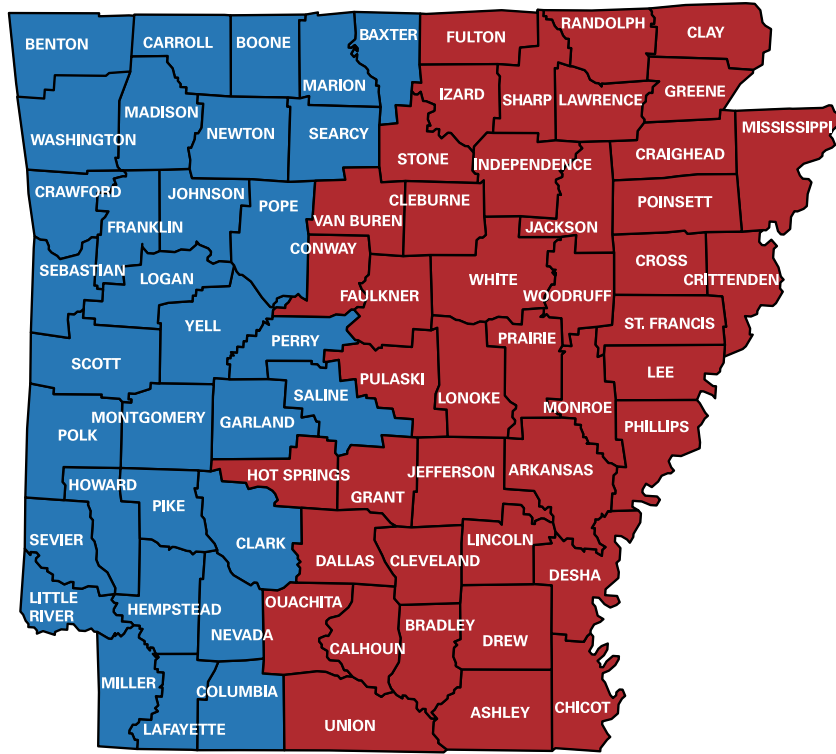 BENTON
CARROLL
BOONE
BAXTER
FULTON
RANDOLPH
CLAY
MARION
IZARD
SHARP
LAWRENCE
GREENE
MADISON
WASHINGTON
NEWTON
SEARCY
MISSISSIPPI
STONE
INDEPENDENCE
CRAIGHEAD
CRAWFORD
JOHNSON
POPE
CLEBURNE
POINSETT
FRANKLIN
VAN BUREN
JACKSON
CONWAY
SEBASTIAN
LOGAN
WHITE
CROSS
CRITTENDEN
FAULKNER
WOODRUFF
YELL
PERRY
PRAIRIE
ST. FRANCIS
SCOTT
PULASKI
LEE
SALINE
LONOKE
MONROE
MONTGOMERY
GARLAND
PHILLIPS
POLK
HOT SPRINGS
JEFFERSON
ARKANSAS
HOWARD
GRANT
PIKE
SEVIER
CLARK
LINCOLN
DALLAS
CLEVELAND
DESHA
LITTLE
RIVER
HEMPSTEAD
OUACHITA
NEVADA
CALHOUN
BRADLEY
DREW
MILLER
COLUMBIA
LAFAYETTE
UNION
ASHLEY
CHICOT